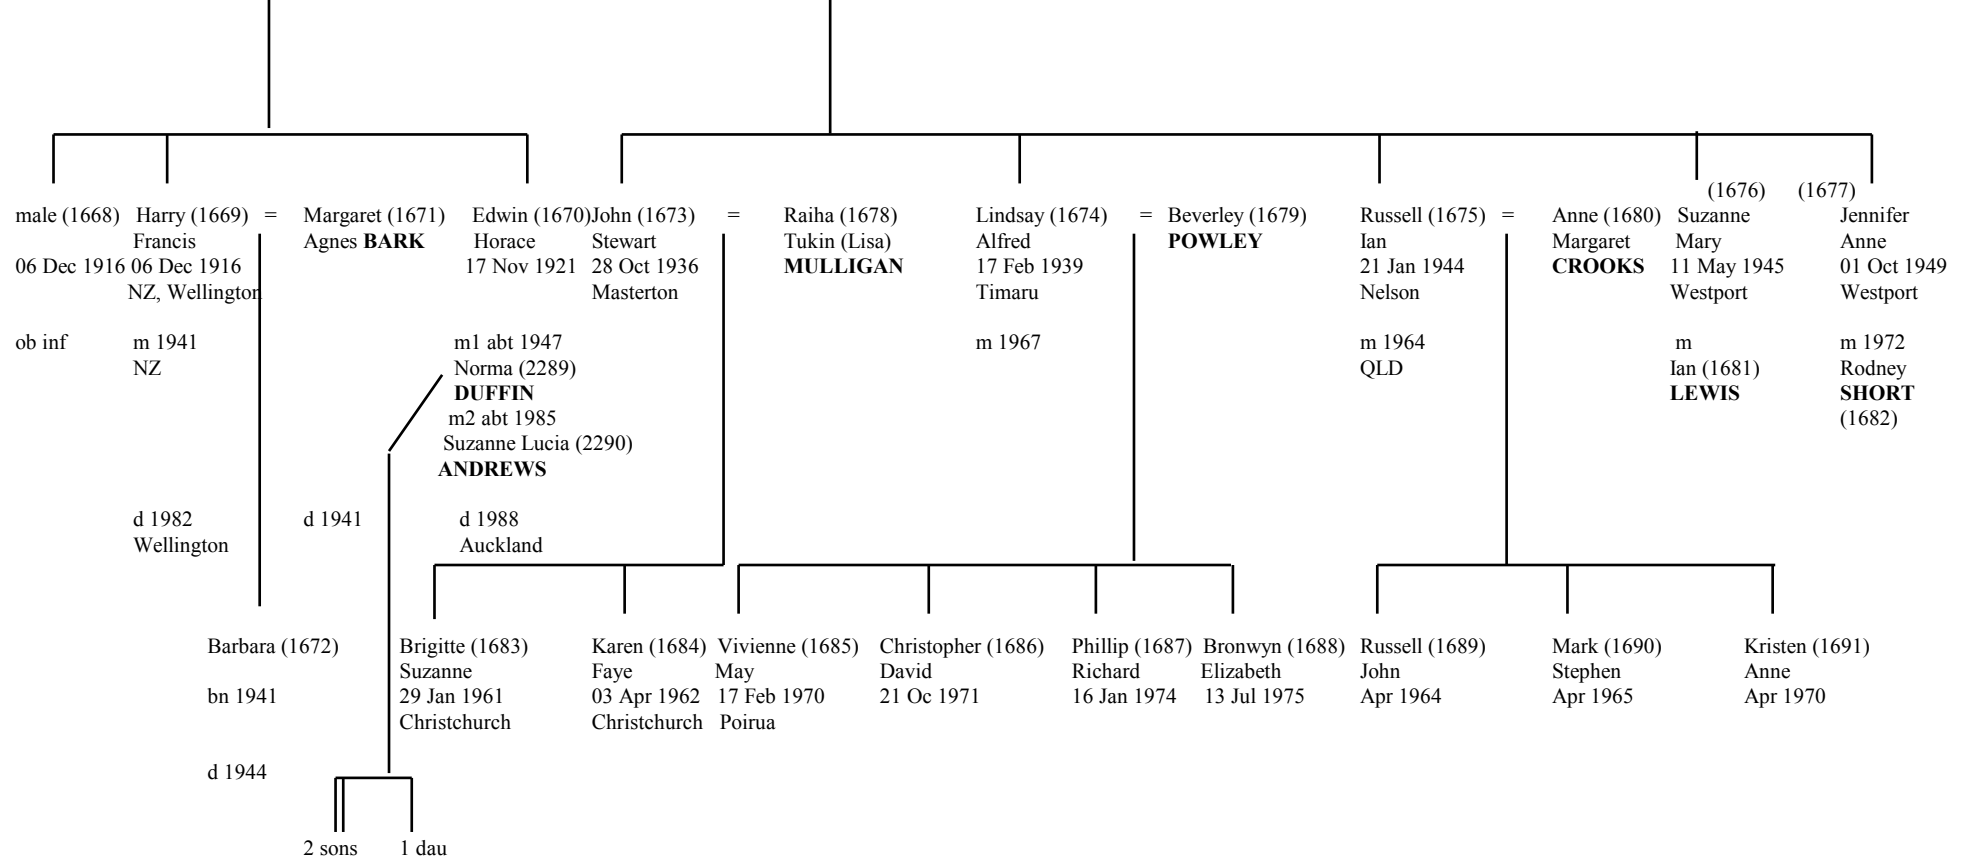 (1676) (1677)
male (1668) Harry (1669) = Margaret (1671) Edwin (1670) John (1673) = Raiha (1678) Lindsay (1674) = Beverley (1679) Russell (1675) = Anne (1680) Suzanne Jennifer
Francis Agnes BARK Horace Stewart Tukin (Lisa) Alfred POWLEY Ian Margaret Mary Anne
06 Dec 1916 06 Dec 1916 17 Nov 1921 28 Oct 1936 MULLIGAN 17 Feb 1939 21 Jan 1944 CROOKS 11 May 1945 01 Oct 1949
NZ, Wellington Masterton Timaru Nelson Westport Westport
ob inf m 1941 m1 abt 1947 m 1967 m 1964 m m 1972
NZ Norma (2289) QLD Ian (1681) Rodney
DUFFIN LEWIS SHORT
m2 abt 1985 (1682)
Suzanne Lucia (2290)
ANDREWS
d 1982 d 1941 d 1988
Wellington Auckland
Barbara (1672) Brigitte (1683) Karen (1684) Vivienne (1685) Christopher (1686) Phillip (1687) Bronwyn (1688) Russell (1689) Mark (1690) Kristen (1691)
Suzanne Faye May David Richard Elizabeth John Stephen Anne
bn 1941 29 Jan 1961 03 Apr 1962 17 Feb 1970 21 Oc 1971 16 Jan 1974 13 Jul 1975 Apr 1964 Apr 1965 Apr 1970
Christchurch Christchurch Poirua
d 1944
2 sons 1 dau